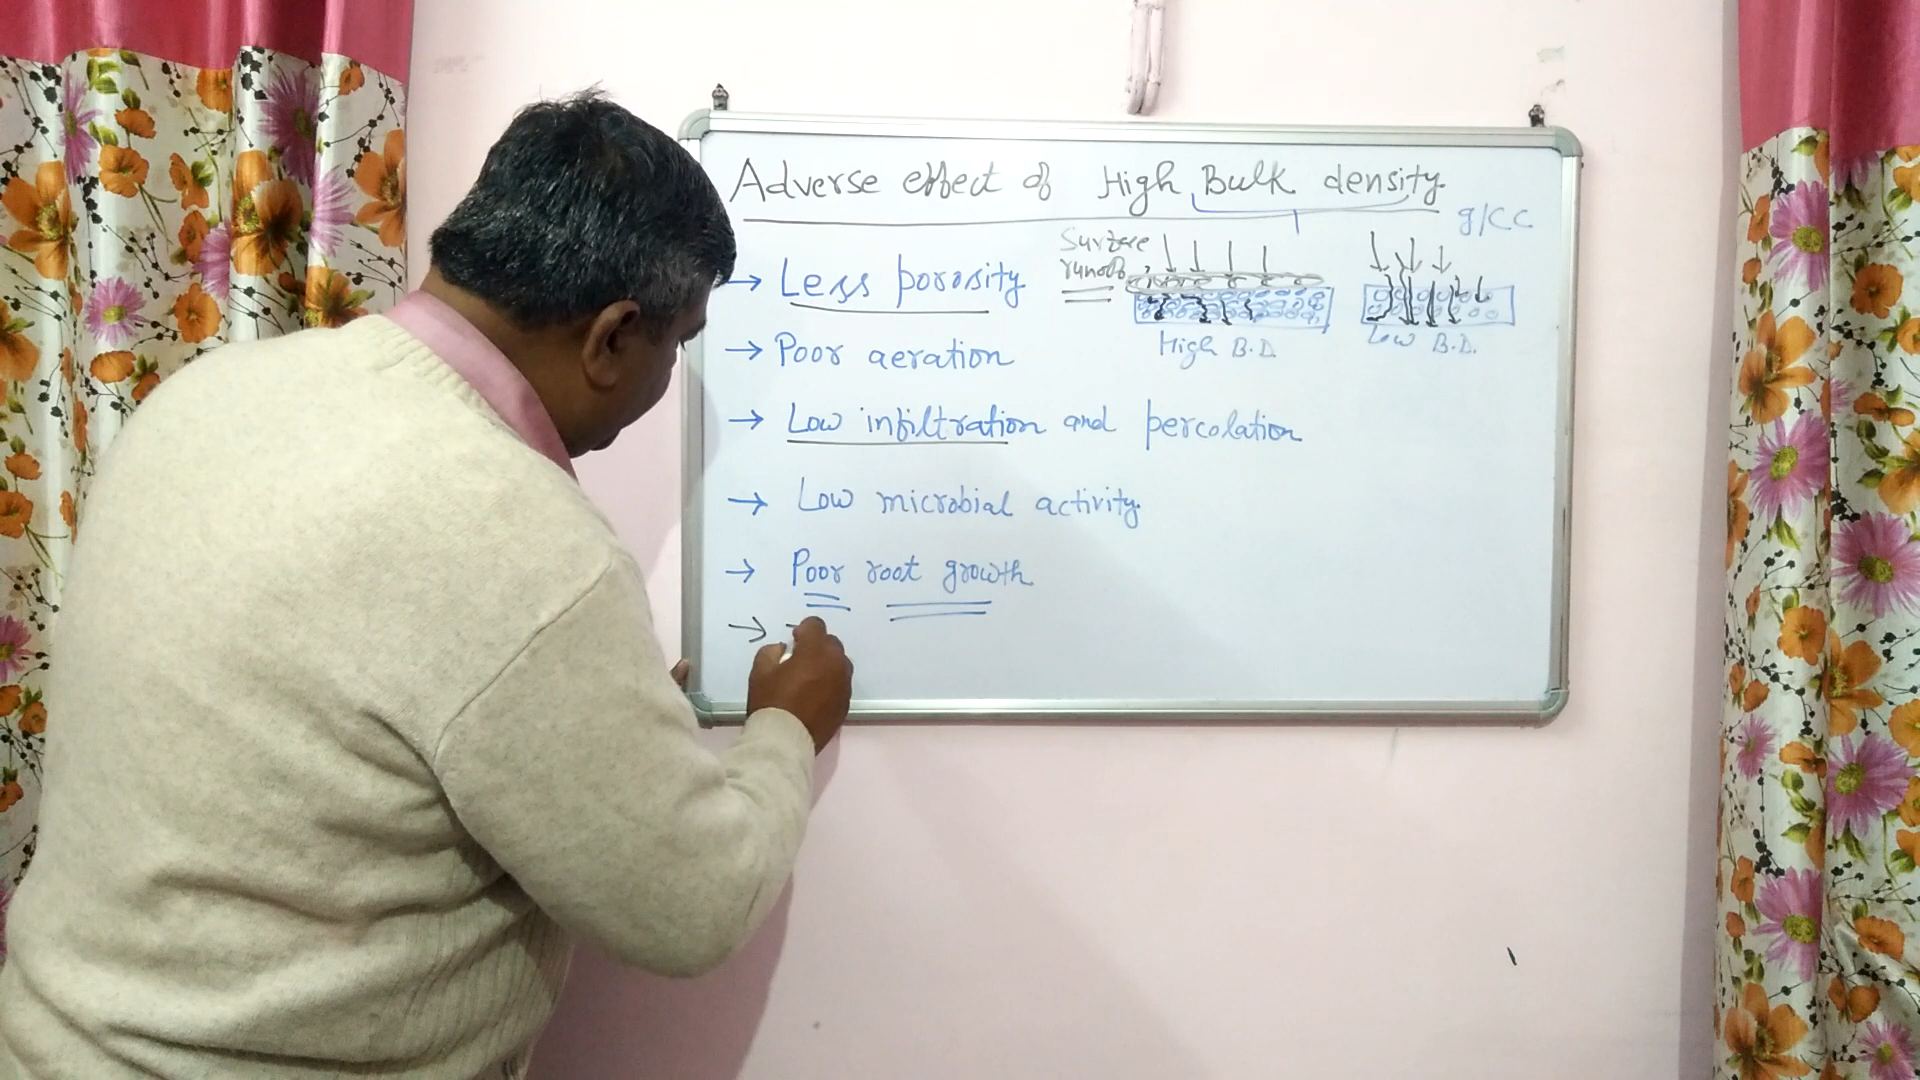 Adverse effect of High Bulk density
g/cc
→ Less porosity
Surface
runoff
High B.D.
Low B.D.
→ Poor aeration
→ Low infiltration and percolation
→ Low microbial activity
→ Poor root growth
→